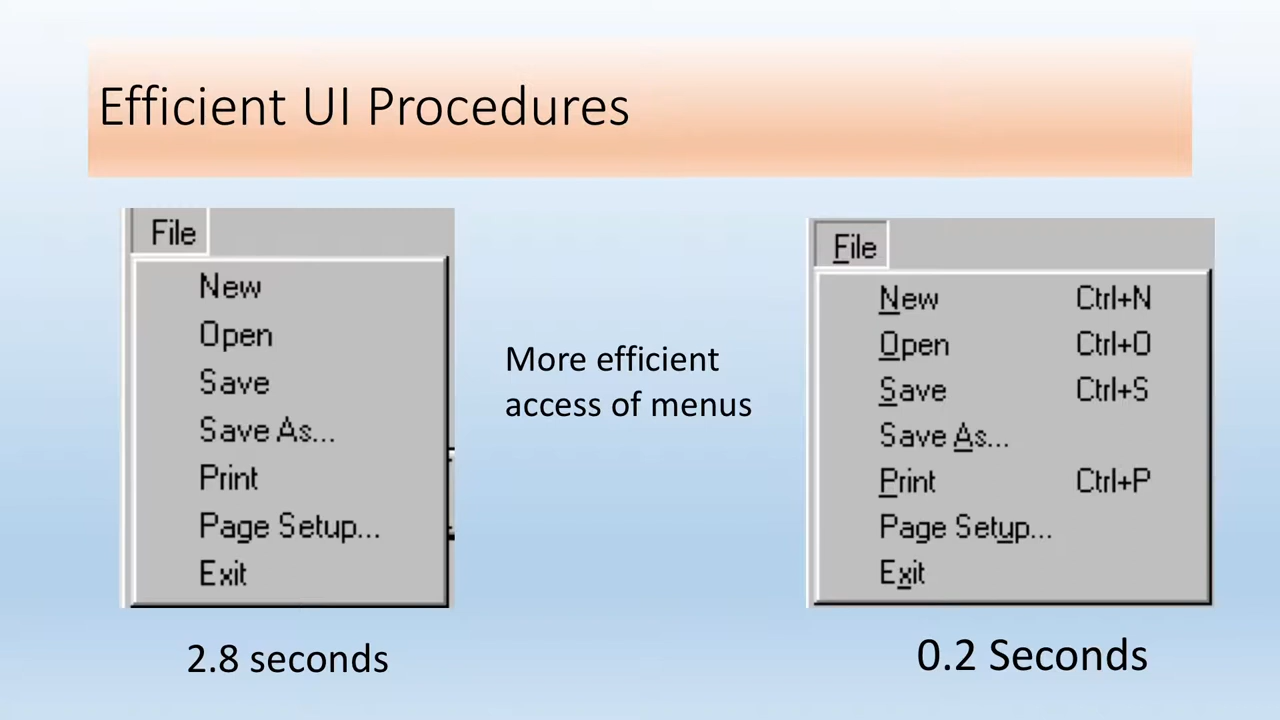 Efficient UI Procedures
File
New
Open
Save
Save As...
Print
Page Setup...
Exit
2.8 seconds
More efficient
access of menus
File
New Ctrl+N
Open Ctrl+O
Save Ctrl+S
Save As...
Print Ctrl+P
Page Setup...
Exit
0.2 Seconds